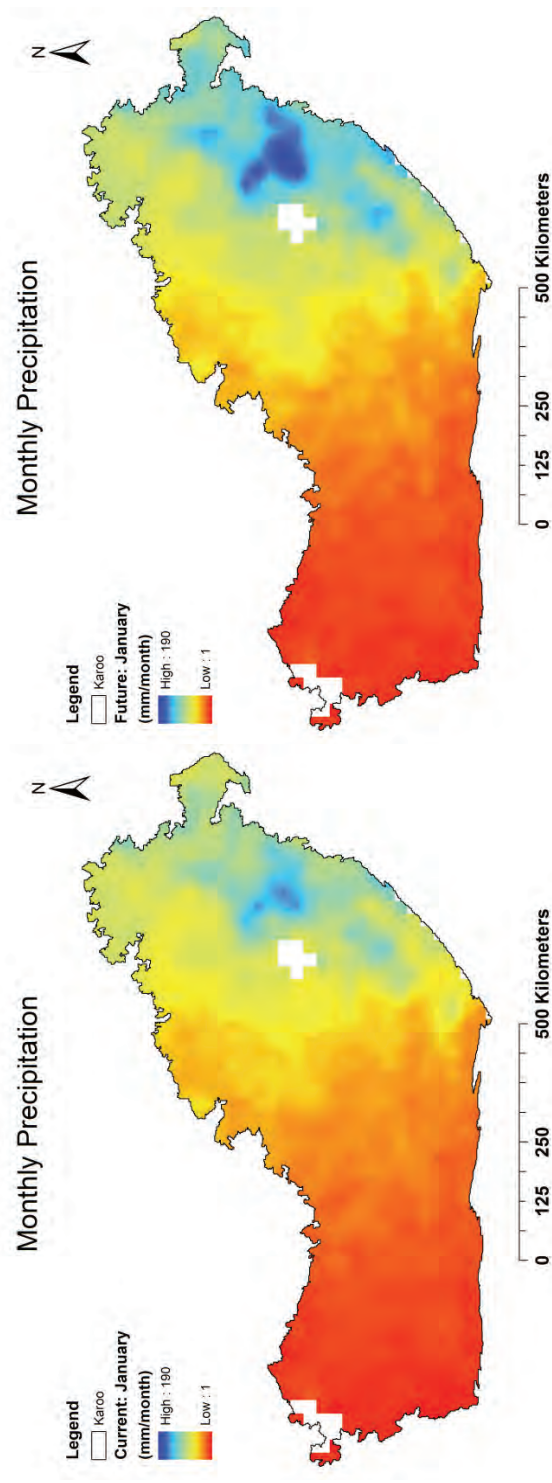 Monthly Precipitation
N
Legend
Karoo
Current: January
(mm/month)
High : 190
Low : 1
0 125 250 500 Kilometers
Monthly Precipitation
N
Legend
Karoo
Future: January
(mm/month)
High : 190
Low : 1
0 125 250 500 Kilometers